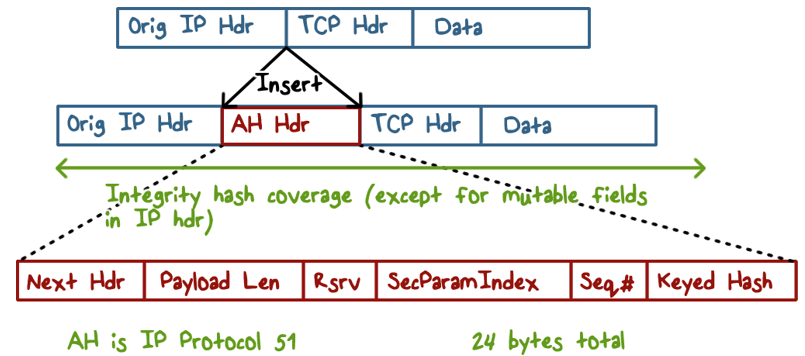 Orig IP Hdr TCP Hdr Data
Insert
Orig IP Hdr AH Hdr TCP Hdr Data
Integrity hash coverage (except for mutable fields
in IP hdr)
Next Hdr Payload Len Rsrv SecParamIndex Seq# Keyed Hash
AH is IP Protocol 51 24 bytes total